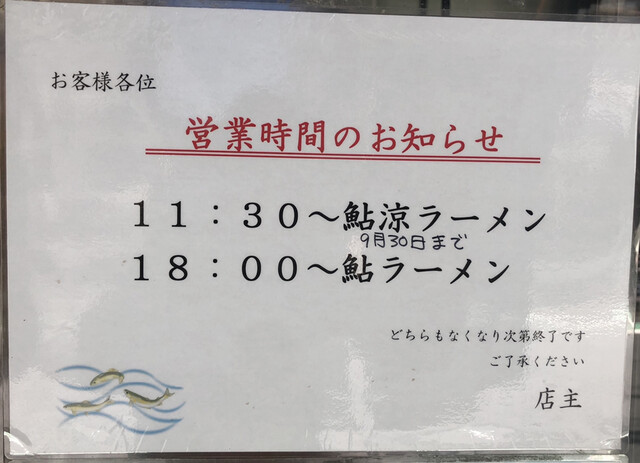 お客様各位
営業時間のお知らせ
11：30～鮎涼ラーメン
9月30日まで
18：00～鮎ラーメン
どちらもなくなり次第終了です
ご了承ください
店主